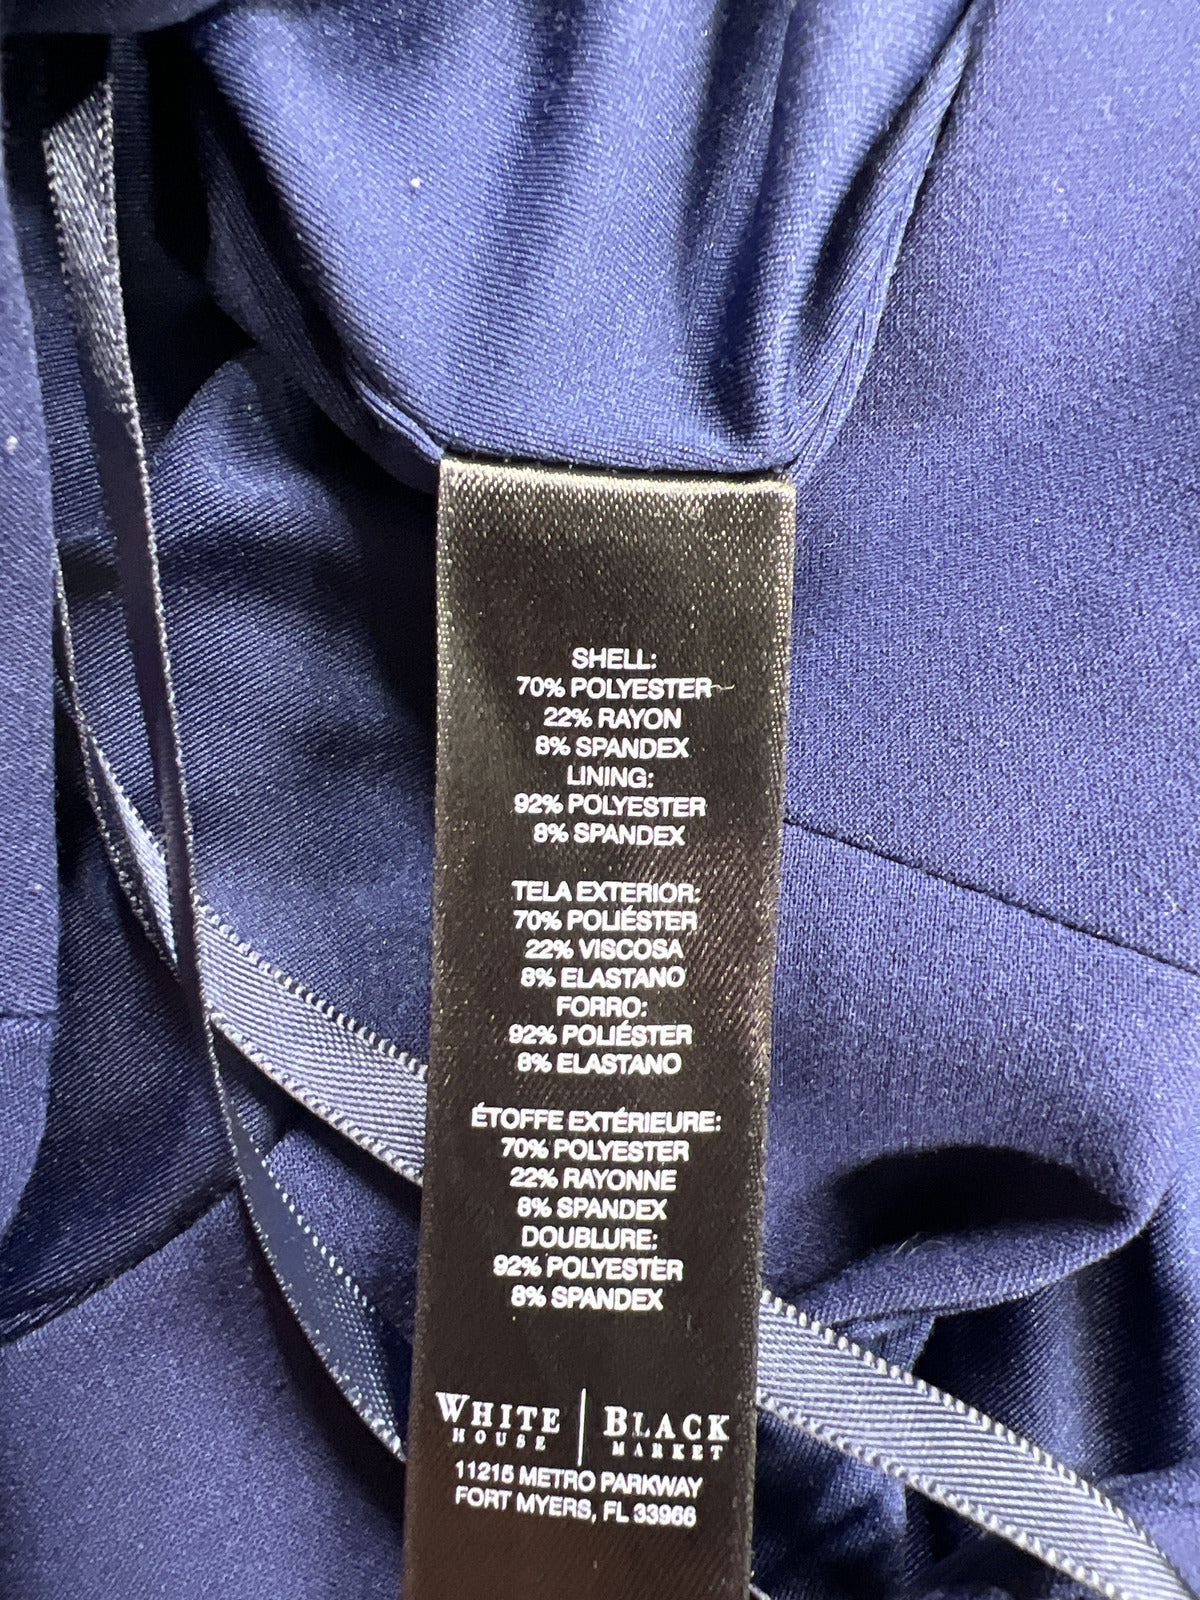 SHELL:
70% POLYESTER
22% RAYON
8% SPANDEX
LINING:
92% POLYESTER
8% SPANDEX
TELA EXTERIOR:
70% POLIÉSTER
22% VISCOSA
8% ELASTANO
FORRO:
92% POLIÉSTER
8% ELASTANO
ÉTOFFE EXTÉRIEURE:
70% POLYESTER
22% RAYONNE
8% SPANDEX
DOUBLURE:
92% POLYESTER
8% SPANDEX
WHITE | BLACK
HOUSE MARKET
11215 METRO PARKWAY
FORT MYERS, FL 33966